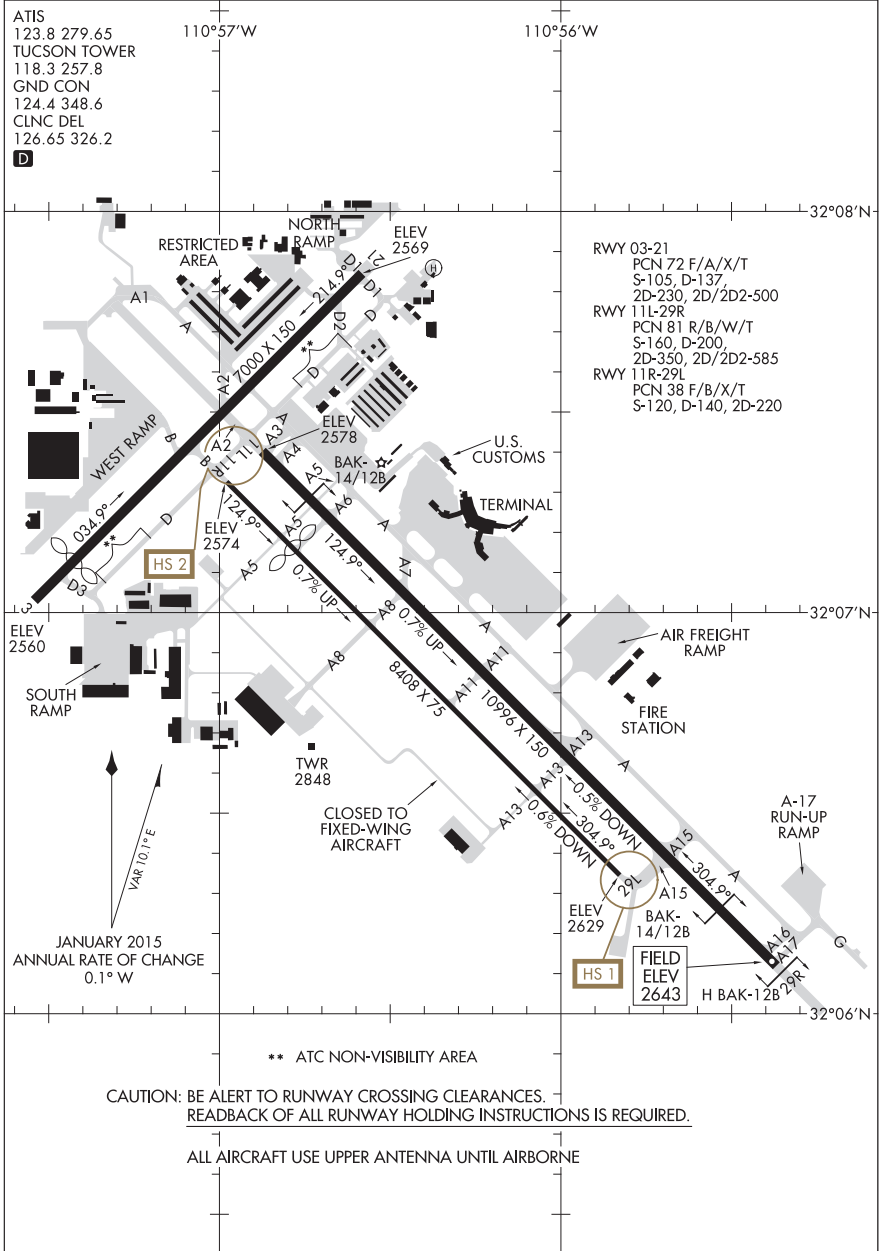 ATIS
123.8 279.65
TUCSON TOWER
118.3 257.8
GND CON
124.4 348.6
CLNC DEL
126.65 326.2
D
110°57'W
110°56'W
32°08'N
RESTRICTED
AREA
NORTH
RAMP
ELEV
2569
H
21
D1
D1
D
D2
214.9°
A1
A
7000 X 150
**
D
A2
RWY 03-21
PCN 72 F/A/X/T
S-105, D-137,
2D-230, 2D/2D2-500
RWY 11L-29R
PCN 81 R/B/W/T
S-160, D-200,
2D-350, 2D/2D2-585
RWY 11R-29L
PCN 38 F/B/X/T
S-120, D-140, 2D-220
WEST RAMP
B
B
A2
11L
11R
A3
A
A4
ELEV
2578
BAK-
14/12B
U.S.
CUSTOMS
TERMINAL
A5
A6
A
A5
A5
034.9°
D
**
D3
3
ELEV
2574
124.9°
124.9°
HS 2
0.7% UP
0.7% UP
A7
A8
A8
A
32°07'N
ELEV
2560
SOUTH
RAMP
8408 X 75
A11
A11
10996 X 150
AIR FREIGHT
RAMP
FIRE
STATION
TWR
2848
A13
A13
A13
A
CLOSED TO
FIXED-WING
AIRCRAFT
0.5% DOWN
304.9°
0.6% DOWN
A-17
RUN-UP
RAMP
VAR 10.1° E
A15
A15
304.9°
A
29L
ELEV
2629
BAK-
14/12B
G
JANUARY 2015
ANNUAL RATE OF CHANGE
0.1° W
HS 1
FIELD
ELEV
2643
A16
A17
29R
H BAK-12B
32°06'N
** ATC NON-VISIBILITY AREA
CAUTION: BE ALERT TO RUNWAY CROSSING CLEARANCES.
READBACK OF ALL RUNWAY HOLDING INSTRUCTIONS IS REQUIRED.
ALL AIRCRAFT USE UPPER ANTENNA UNTIL AIRBORNE